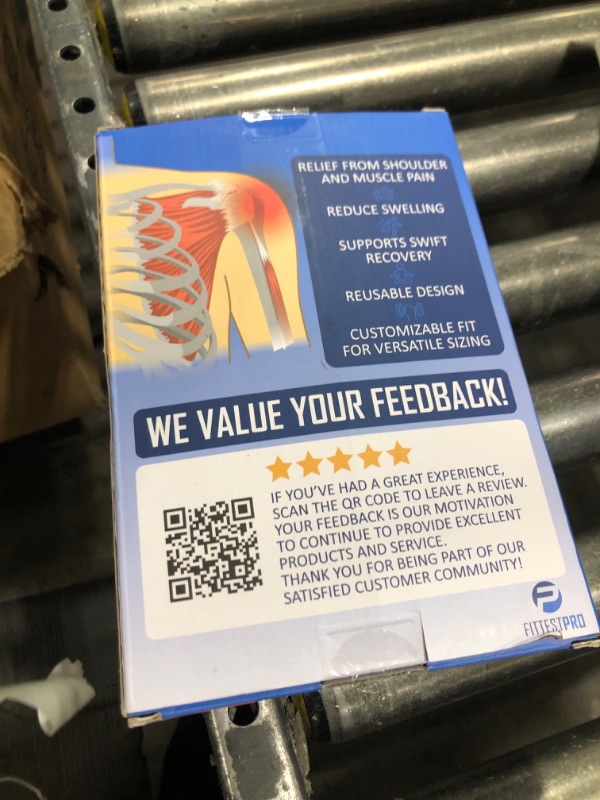 RELIEF FROM SHOULDER
AND MUSCLE PAIN
REDUCE SWELLING
SUPPORTS SWIFT
RECOVERY
REUSABLE DESIGN
CUSTOMIZABLE FIT
FOR VERSATILE SIZING
WE VALUE YOUR FEEDBACK!
IF YOU'VE HAD A GREAT EXPERIENCE,
SCAN THE QR CODE TO LEAVE A REVIEW.
YOUR FEEDBACK IS OUR MOTIVATION
TO CONTINUE TO PROVIDE EXCELLENT
PRODUCTS AND SERVICE.
THANK YOU FOR BEING PART OF OUR
SATISFIED CUSTOMER COMMUNITY!
FITTESTPRO